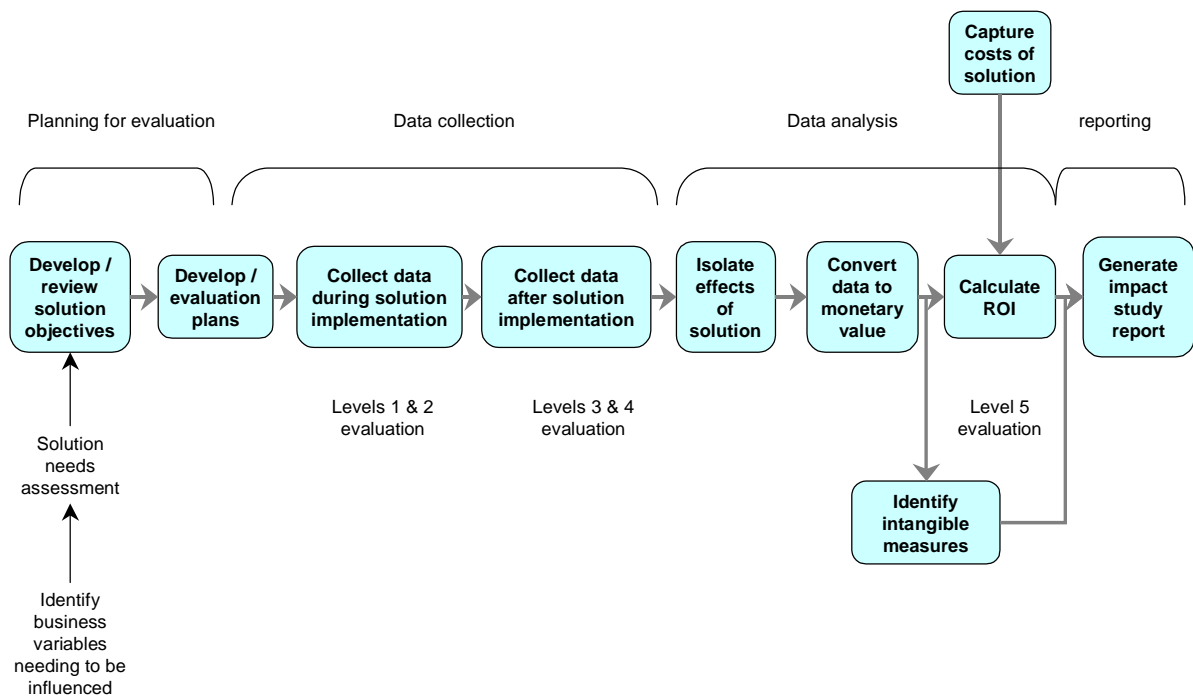 Capture
costs of
solution
Planning for evaluation
Data collection
Data analysis
reporting
Develop /
review
solution
objectives
Develop /
evaluation
plans
Collect data
during solution
implementation
Collect data
after solution
implementation
Isolate
effects
of
solution
Convert
data to
monetary
value
Calculate
ROI
Generate
impact
study
report
Levels 1 & 2
evaluation
Levels 3 & 4
evaluation
Level 5
evaluation
Solution
needs
assessment
Identify
intangible
measures
Identify
business
variables
needing to be
influenced